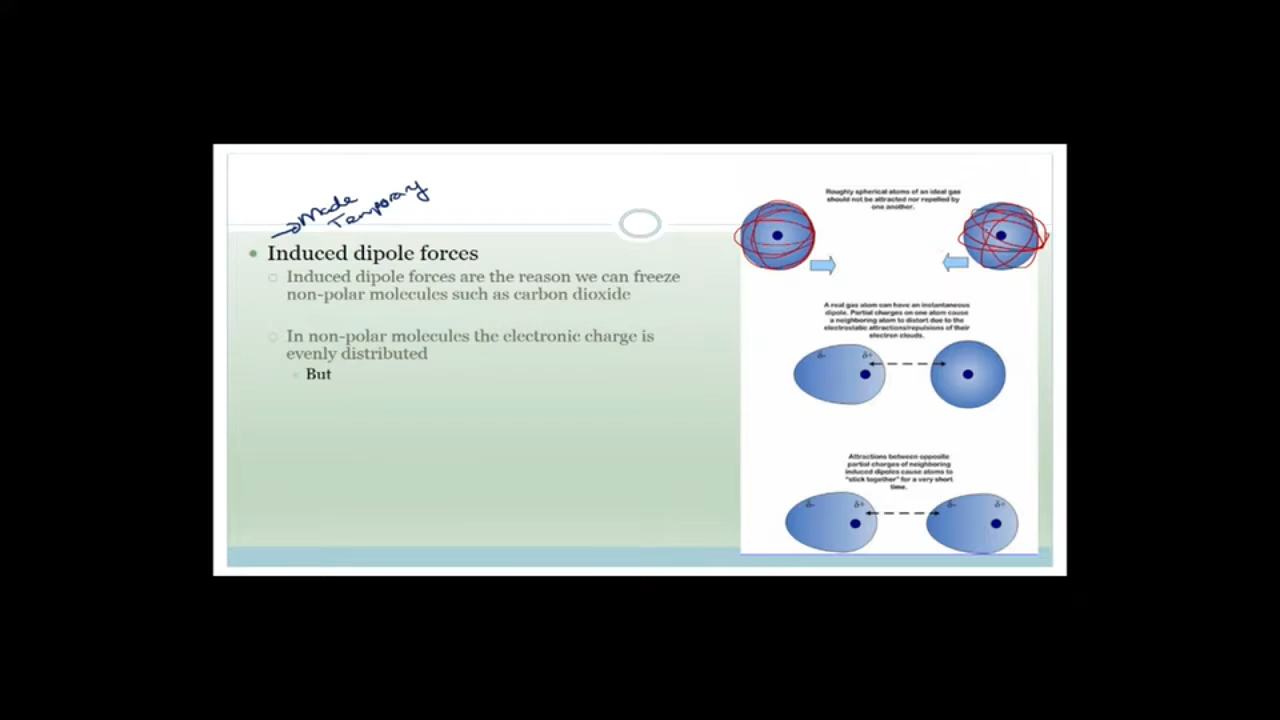 → Made
Temporary
Induced dipole forces
Induced dipole forces are the reason we can freeze
non-polar molecules such as carbon dioxide
In non-polar molecules the electronic charge is
evenly distributed
But
Roughly spherical atoms of an ideal gas
should not be attracted nor repelled by
one another.
A real gas atom can have an instantaneous
dipole. Partial charges on one atom cause
a neighboring atom to distort due to the
electrostatic attractions/repulsions of their
electron clouds.
δ- δ+
Attractions between opposite
partial charges of neighboring
induced dipoles cause atoms to
"stick together" for a very short
time.
δ- δ+ δ- δ+